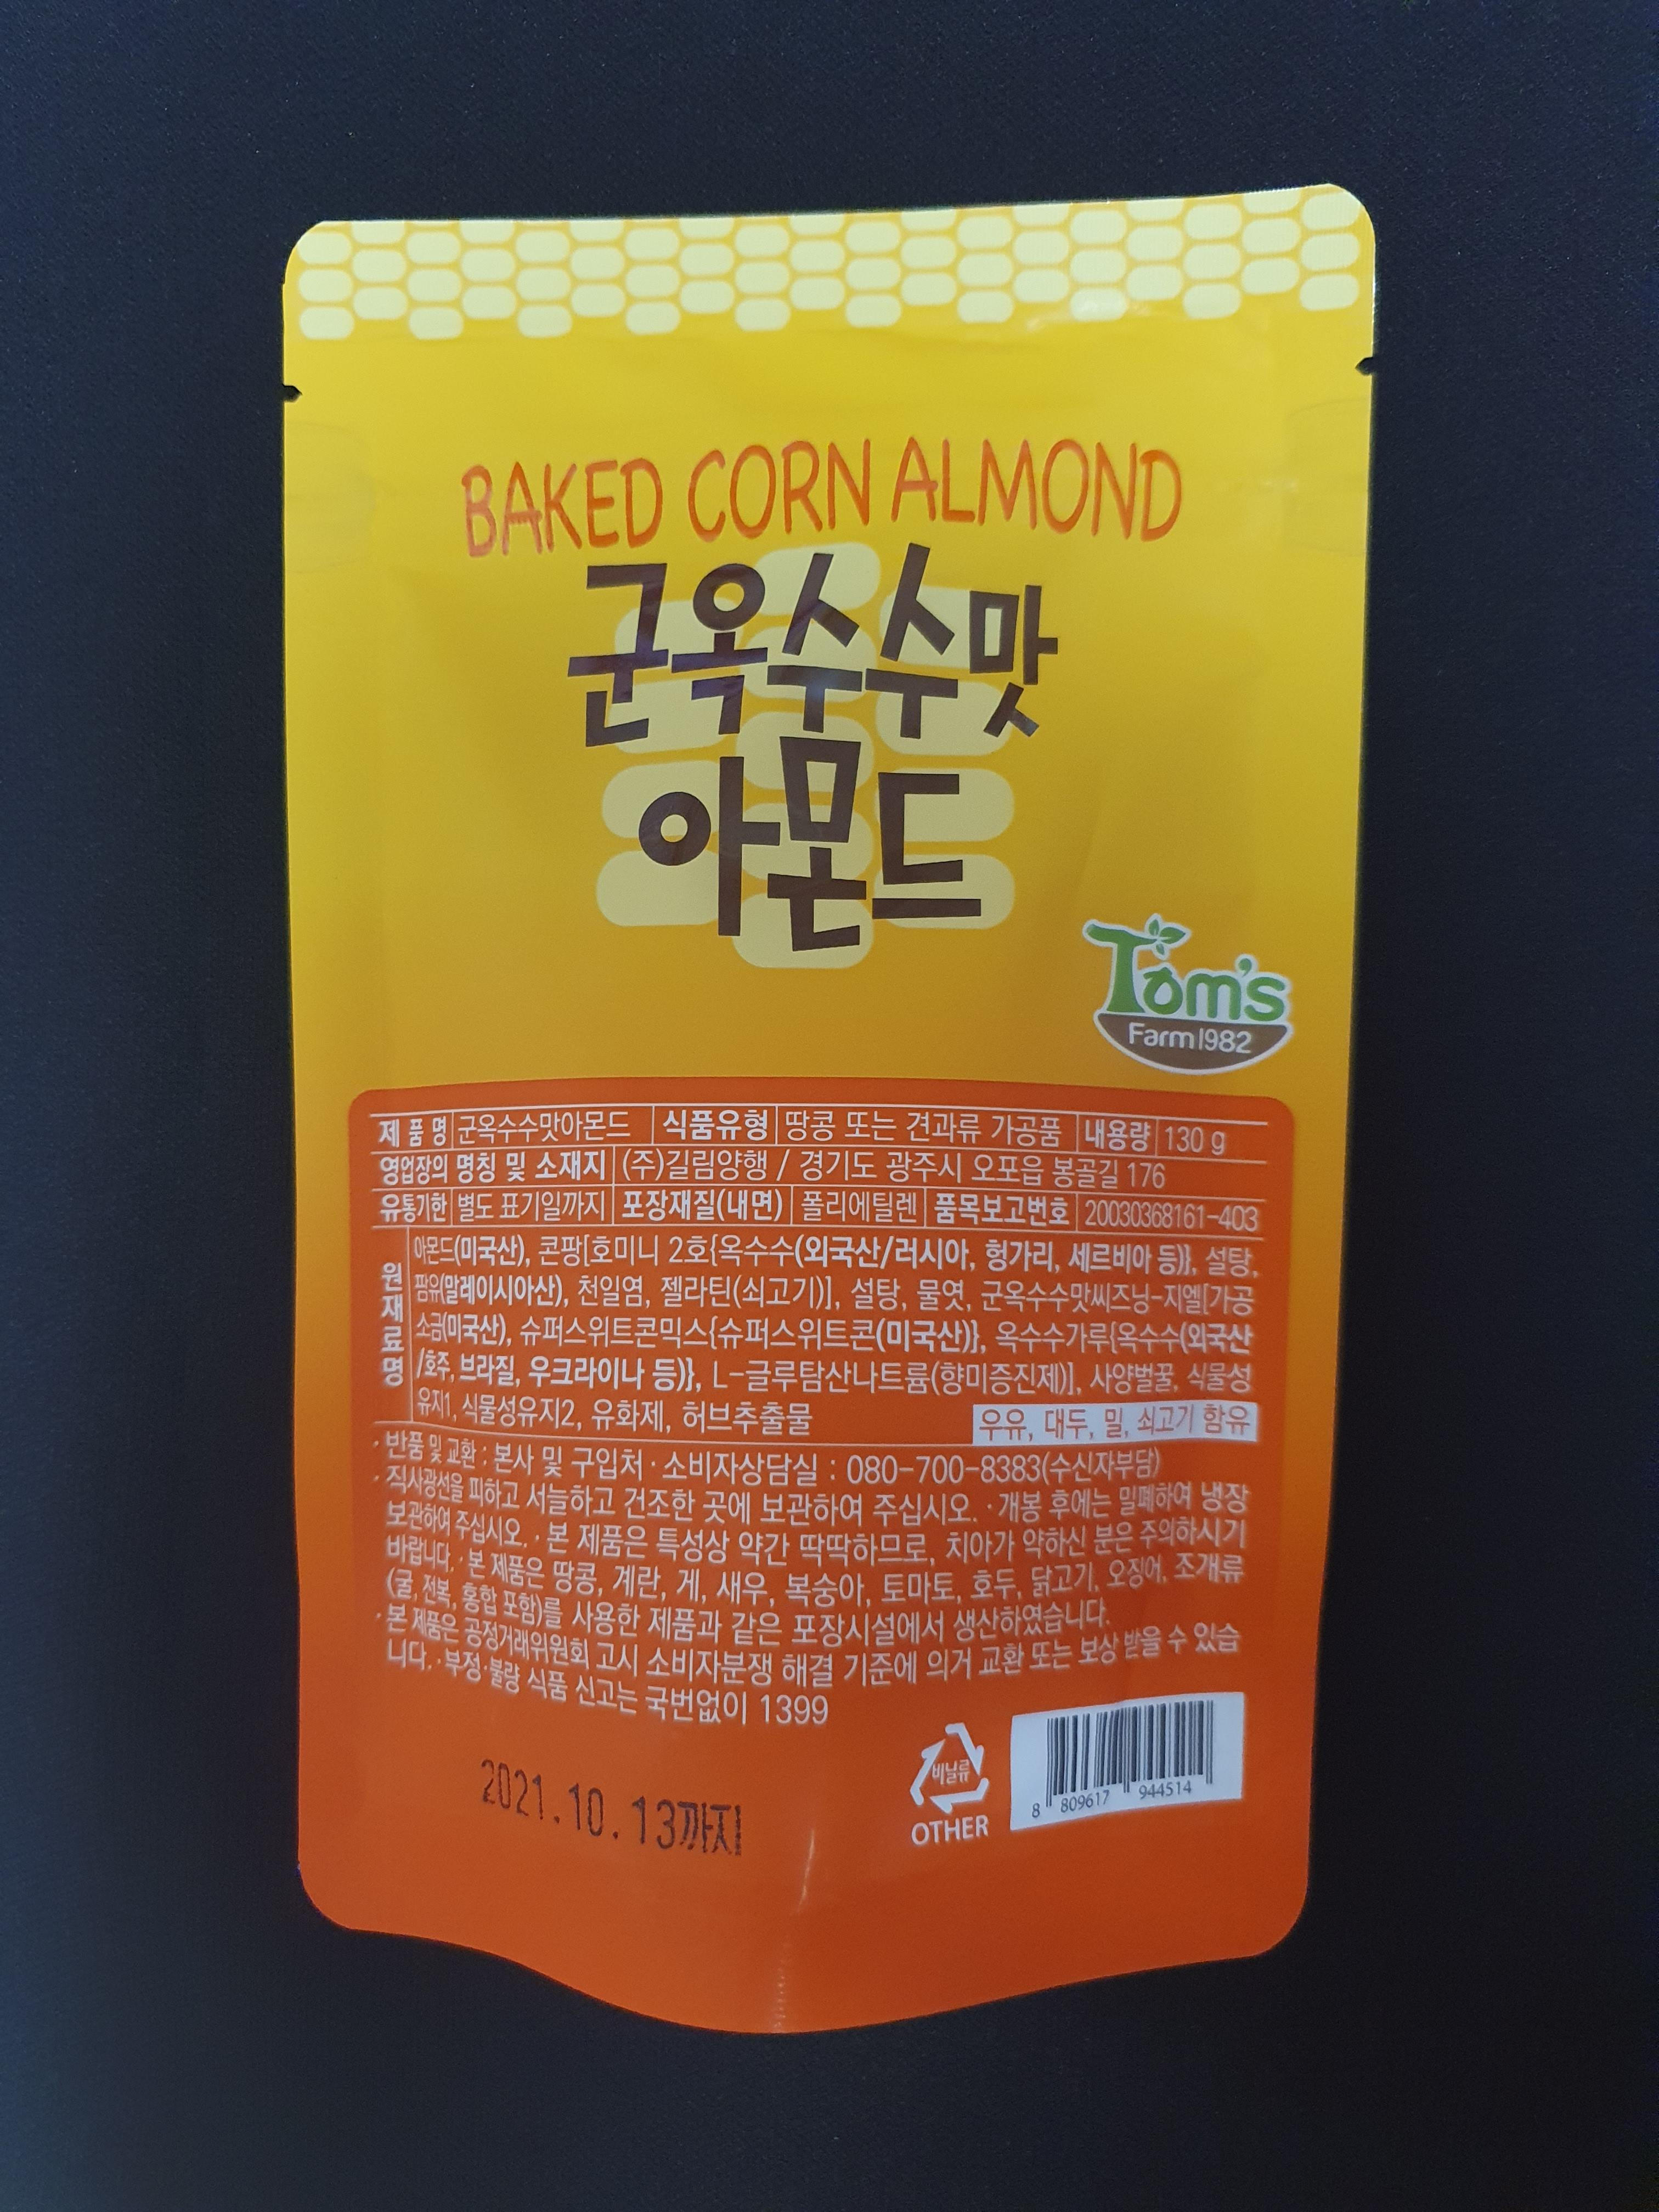 BAKED CORN ALMOND
군옥수수맛
아몬드
Tom's
Farm 1982
제품명 군옥수수맛아몬드 식품유형 땅콩 또는 견과류 가공품 내용량 130 g
영업장의 명칭 및 소재지 (주)길림양행 / 경기도 광주시 오포읍 봉골길 176
유통기한 별도 표기일까지 포장재질(내면) 폴리에틸렌 품목보고번호 20030368161-403
원재료명 아몬드(미국산), 콘팡[호미니 2호{옥수수(외국산/러시아, 헝가리, 세르비아 등)}, 설탕,
팜유(말레이시아산), 천일염, 젤라틴(쇠고기)], 설탕, 물엿, 군옥수수맛씨즈닝-지엘[가공
소금(미국산), 슈퍼스위트콘믹스{슈퍼스위트콘(미국산)}, 옥수수가루{옥수수(외국산
/호주, 브라질, 우크라이나 등)}, L-글루탐산나트륨(향미증진제)], 사양벌꿀, 식물성
유지1, 식물성유지2, 유화제, 허브추출물 우유, 대두, 밀, 쇠고기 함유
· 반품 및 교환 : 본사 및 구입처 · 소비자상담실 : 080-700-8383(수신자부담)
· 직사광선을 피하고 서늘하고 건조한 곳에 보관하여 주십시오. · 개봉 후에는 밀폐하여 냉장
보관하여 주십시오. · 본 제품은 특성상 약간 딱딱하므로, 치아가 약하신 분은 주의하시기
바랍니다. · 본 제품은 땅콩, 계란, 게, 새우, 복숭아, 토마토, 호두, 닭고기, 오징어, 조개류
(굴, 전복, 홍합 포함)를 사용한 제품과 같은 포장시설에서 생산하였습니다.
· 본 제품은 공정거래위원회 고시 소비자분쟁 해결 기준에 의거 교환 또는 보상 받을 수 있습
니다. · 부정·불량 식품 신고는 국번없이 1399
2021.10.13까지
비닐류
OTHER
8 809617 944514